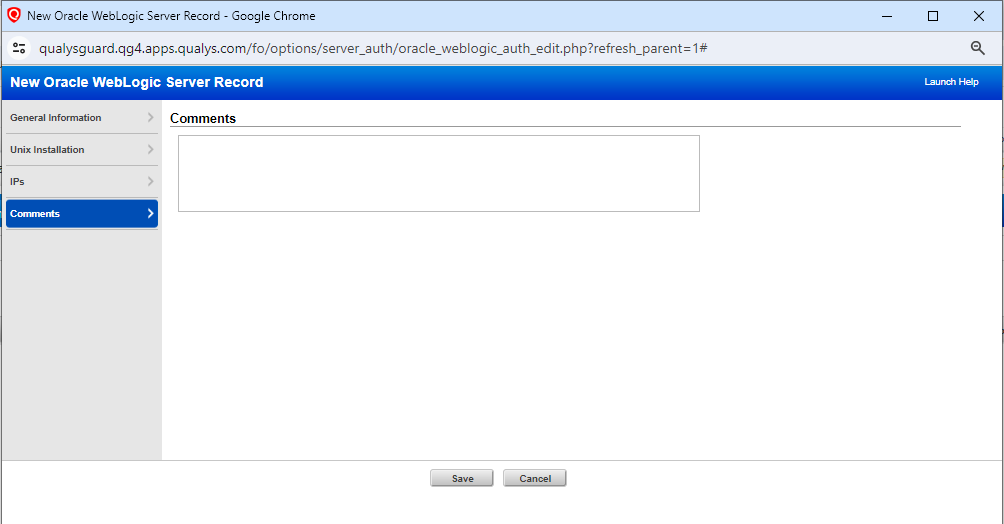 New Oracle WebLogic Server Record - Google Chrome
qualysguard.qg4.apps.qualys.com/fo/options/server_auth/oracle_weblogic_auth_edit.php?refresh_parent=1#
New Oracle WebLogic Server Record
Launch Help
General Information
Unix Installation
IPs
Comments
Comments
Save
Cancel